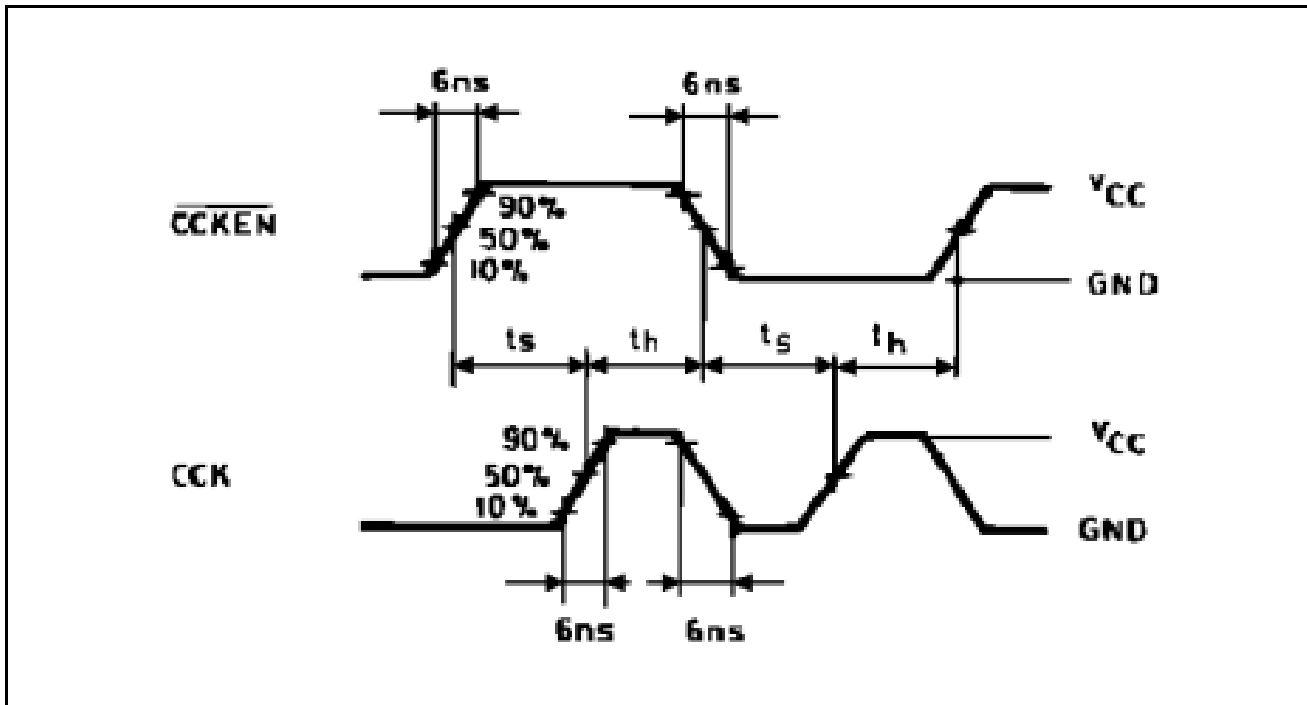 6ns 6ns
CCKEN
90%
50%
10%
VCC
GND
ts th ts th
CCK
90%
50%
10%
VCC
GND
6ns 6ns